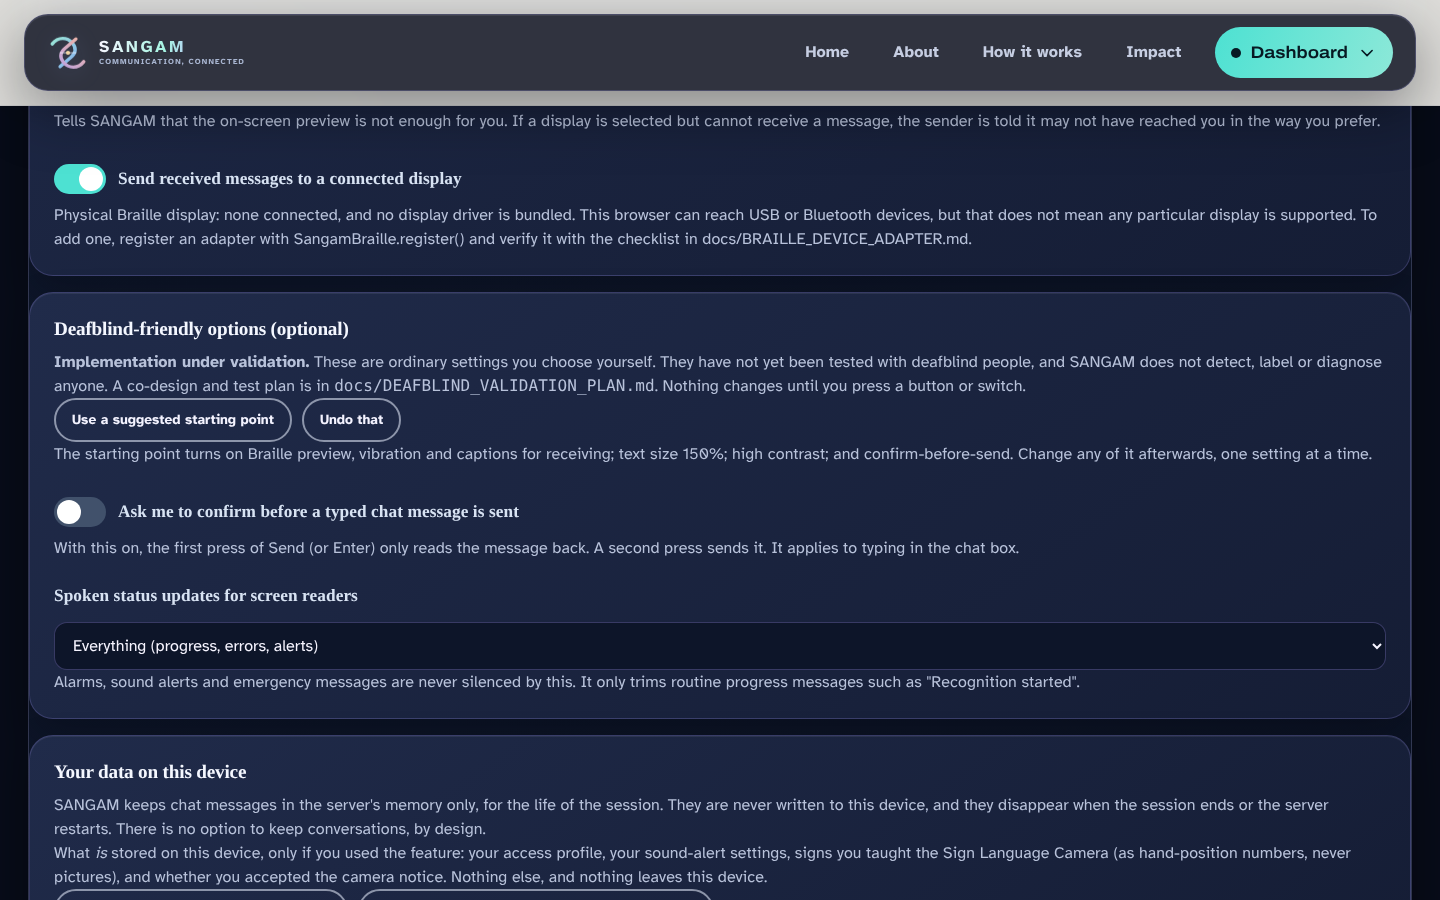 SANGAM
COMMUNICATION, CONNECTED
Home
About
How it works
Impact
Dashboard
Tells SANGAM that the on-screen preview is not enough for you. If a display is selected but cannot receive a message, the sender is told it may not have reached you in the way you prefer.
Send received messages to a connected display
Physical Braille display: none connected, and no display driver is bundled. This browser can reach USB or Bluetooth devices, but that does not mean any particular display is supported. To
add one, register an adapter with SangamBraille.register() and verify it with the checklist in docs/BRAILLE_DEVICE_ADAPTER.md.
Deafblind-friendly options (optional)
Implementation under validation. These are ordinary settings you choose yourself. They have not yet been tested with deafblind people, and SANGAM does not detect, label or diagnose
anyone. A co-design and test plan is in docs/DEAFBLIND_VALIDATION_PLAN.md. Nothing changes until you press a button or switch.
Use a suggested starting point
Undo that
The starting point turns on Braille preview, vibration and captions for receiving; text size 150%; high contrast; and confirm-before-send. Change any of it afterwards, one setting at a time.
Ask me to confirm before a typed chat message is sent
With this on, the first press of Send (or Enter) only reads the message back. A second press sends it. It applies to typing in the chat box.
Spoken status updates for screen readers
Everything (progress, errors, alerts)
Alarms, sound alerts and emergency messages are never silenced by this. It only trims routine progress messages such as "Recognition started".
Your data on this device
SANGAM keeps chat messages in the server's memory only, for the life of the session. They are never written to this device, and they disappear when the session ends or the server
restarts. There is no option to keep conversations, by design.
What is stored on this device, only if you used the feature: your access profile, your sound-alert settings, signs you taught the Sign Language Camera (as hand-position numbers, never
pictures), and whether you accepted the camera notice. Nothing else, and nothing leaves this device.